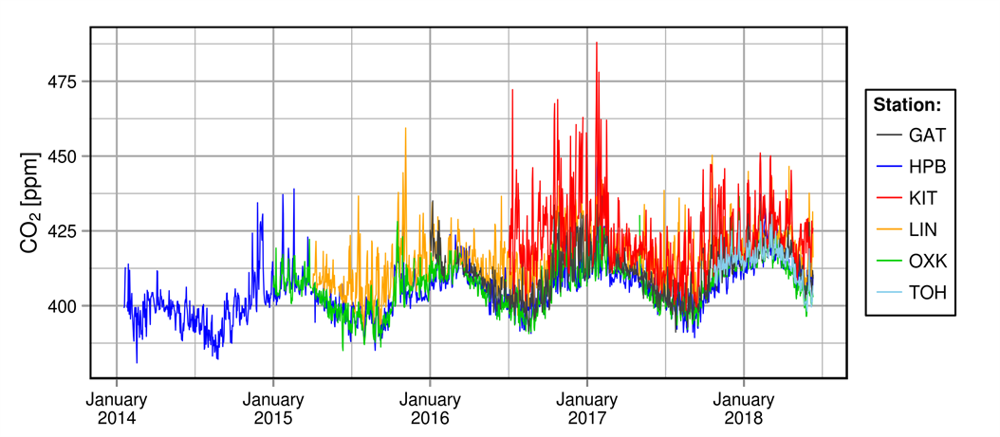 CO2 [ppm]
475
450
425
400
January
2014
January
2015
January
2016
January
2017
January
2018
Station:
GAT
HPB
KIT
LIN
OXK
TOH